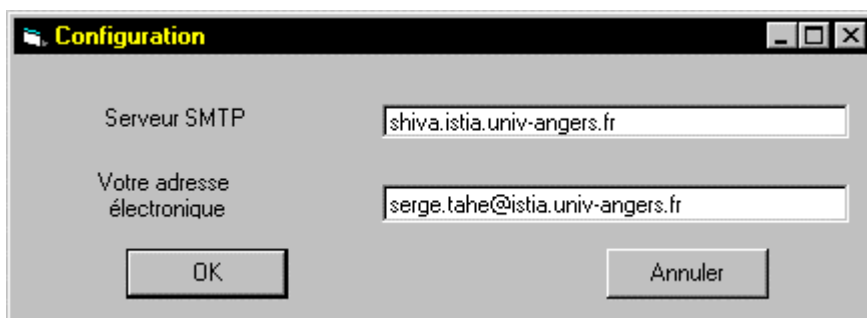 Configuration
Serveur SMTP
shiva.istia.univ-angers.fr
Votre adresse
électronique
serge.tahe@istia.univ-angers.fr
OK
Annuler